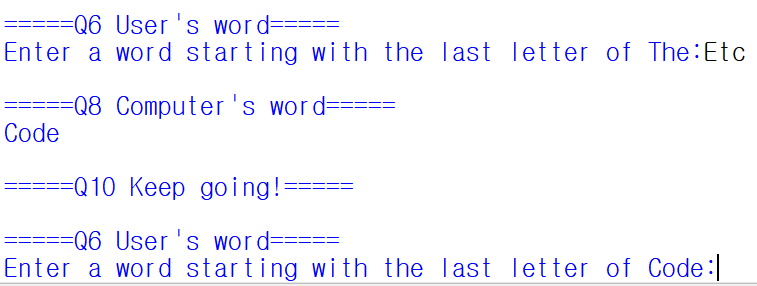 =====Q6 User's word=====
Enter a word starting with the last letter of The:Etc
=====Q8 Computer's word=====
Code
=====Q10 Keep going!=====
=====Q6 User's word=====
Enter a word starting with the last letter of Code: